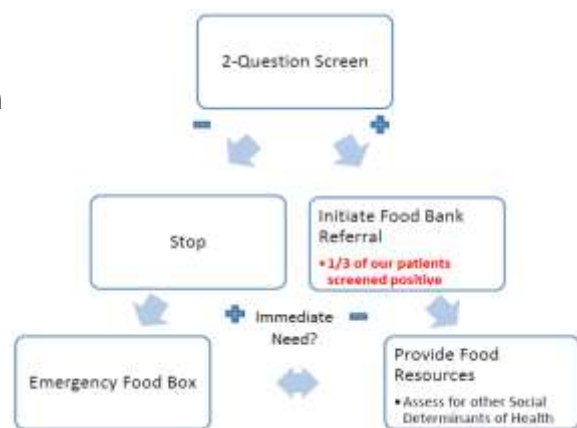 2-Question Screen
Stop
Initiate Food Bank
Referral
• 1/3 of our patients
screened positive
Immediate
Need?
Emergency Food Box
Provide Food
Resources
• Assess for other Social
Determinants of Health